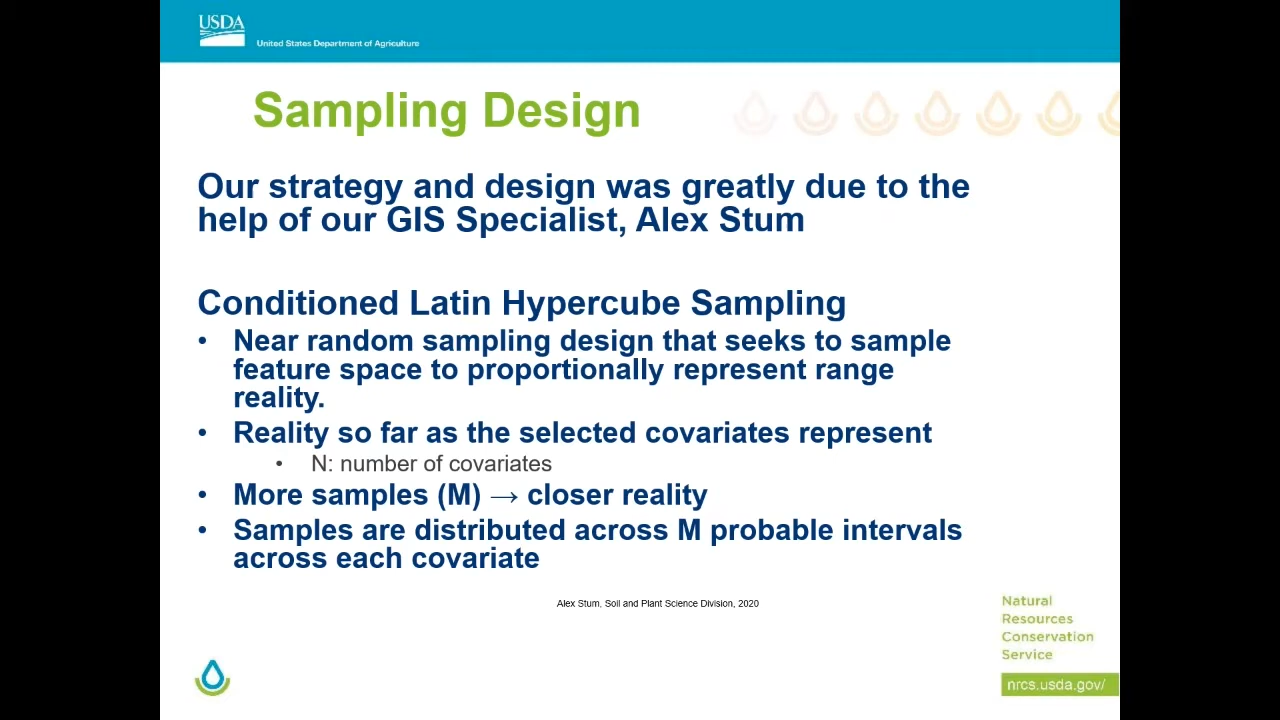 USDA
United States Department of Agriculture
Sampling Design
Our strategy and design was greatly due to the
help of our GIS Specialist, Alex Stum
Conditioned Latin Hypercube Sampling
• Near random sampling design that seeks to sample
feature space to proportionally represent range
reality.
• Reality so far as the selected covariates represent
• N: number of covariates
• More samples (M) → closer reality
• Samples are distributed across M probable intervals
across each covariate
Alex Stum, Soil and Plant Science Division, 2020
Natural
Resources
Conservation
Service
nrcs.usda.gov/